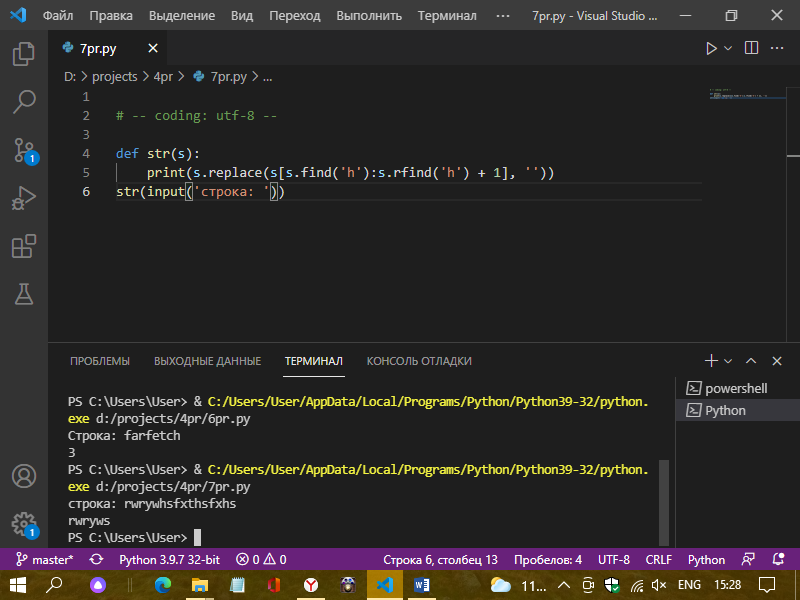 Файл Правка Выделение Вид Переход Выполнить Терминал ··· 7pr.py - Visual Studio ...
7pr.py
D: > projects > 4pr > 7pr.py > ...
1
2 # -- coding: utf-8 --
3
4 def str(s):
5 print(s.replace(s[s.find('h'):s.rfind('h') + 1], ''))
6 str(input('строка: '))
1
ПРОБЛЕМЫ ВЫХОДНЫЕ ДАННЫЕ ТЕРМИНАЛ КОНСОЛЬ ОТЛАДКИ
powershell
Python
PS C:\Users\User> & C:/Users/User/AppData/Local/Programs/Python/Python39-32/python.
exe d:/projects/4pr/6pr.py
Строка: farfetch
3
PS C:\Users\User> & C:/Users/User/AppData/Local/Programs/Python/Python39-32/python.
exe d:/projects/4pr/7pr.py
строка: rwrywhsfxthsfxhs
rwryws
PS C:\Users\User>
1
master* Python 3.9.7 32-bit 0 0 Строка 6, столбец 13 Пробелов: 4 UTF-8 CRLF Python
11... ENG 15:28